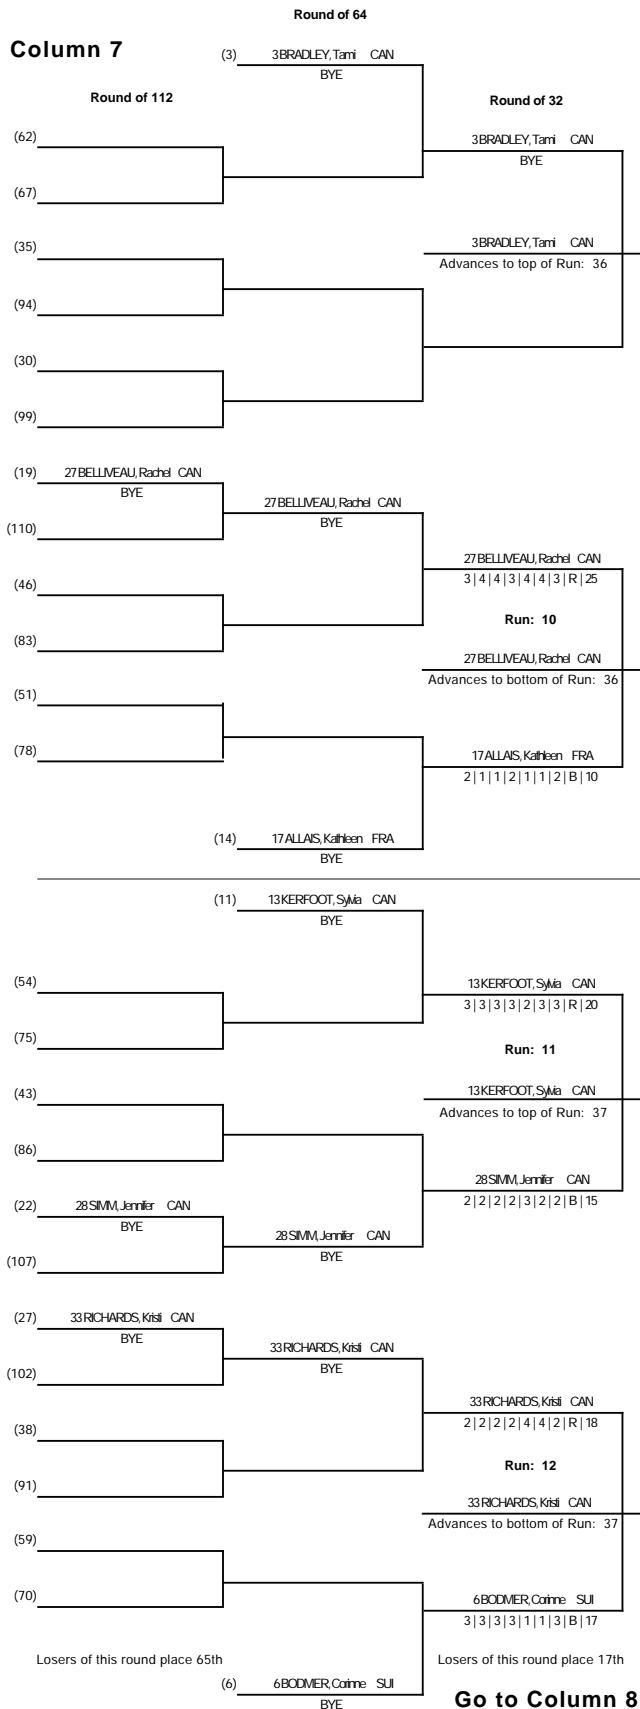 Round of 64
Column 7
(3) 3 BRADLEY, Tami CAN
BYE
Round of 112
Round of 32
(62)
3 BRADLEY, Tami CAN
BYE
(67)
(35)
3 BRADLEY, Tami CAN
Advances to top of Run: 36
(94)
(30)
(99)
(19) 27 BELLIVEAU, Rachel CAN
BYE
27 BELLIVEAU, Rachel CAN
BYE
(110)
27 BELLIVEAU, Rachel CAN
3 | 4 | 4 | 3 | 4 | 4 | 3 | R | 25
(46)
Run: 10
(83)
27 BELLIVEAU, Rachel CAN
Advances to bottom of Run: 36
(51)
(78)
17 ALLAIS, Kathleen FRA
2 | 1 | 1 | 2 | 1 | 1 | 2 | B | 10
(14) 17 ALLAIS, Kathleen FRA
BYE
(11) 13 KERFOOT, Sylvia CAN
BYE
(54)
13 KERFOOT, Sylvia CAN
3 | 3 | 3 | 3 | 2 | 3 | 3 | R | 20
(75)
Run: 11
(43)
13 KERFOOT, Sylvia CAN
Advances to top of Run: 37
(86)
28 SIMM, Jennifer CAN
2 | 2 | 2 | 2 | 3 | 2 | 2 | B | 15
(22) 28 SIMM, Jennifer CAN
BYE
28 SIMM, Jennifer CAN
BYE
(107)
(27) 33 RICHARDS, Kristi CAN
BYE
33 RICHARDS, Kristi CAN
BYE
(102)
33 RICHARDS, Kristi CAN
2 | 2 | 2 | 2 | 4 | 4 | 2 | R | 18
(38)
Run: 12
(91)
33 RICHARDS, Kristi CAN
Advances to bottom of Run: 37
(59)
(70)
6 BODMER, Corinne SUI
3 | 3 | 3 | 3 | 1 | 1 | 3 | B | 17
Losers of this round place 65th
Losers of this round place 17th
(6) 6 BODMER, Corinne SUI
BYE
Go to Column 8